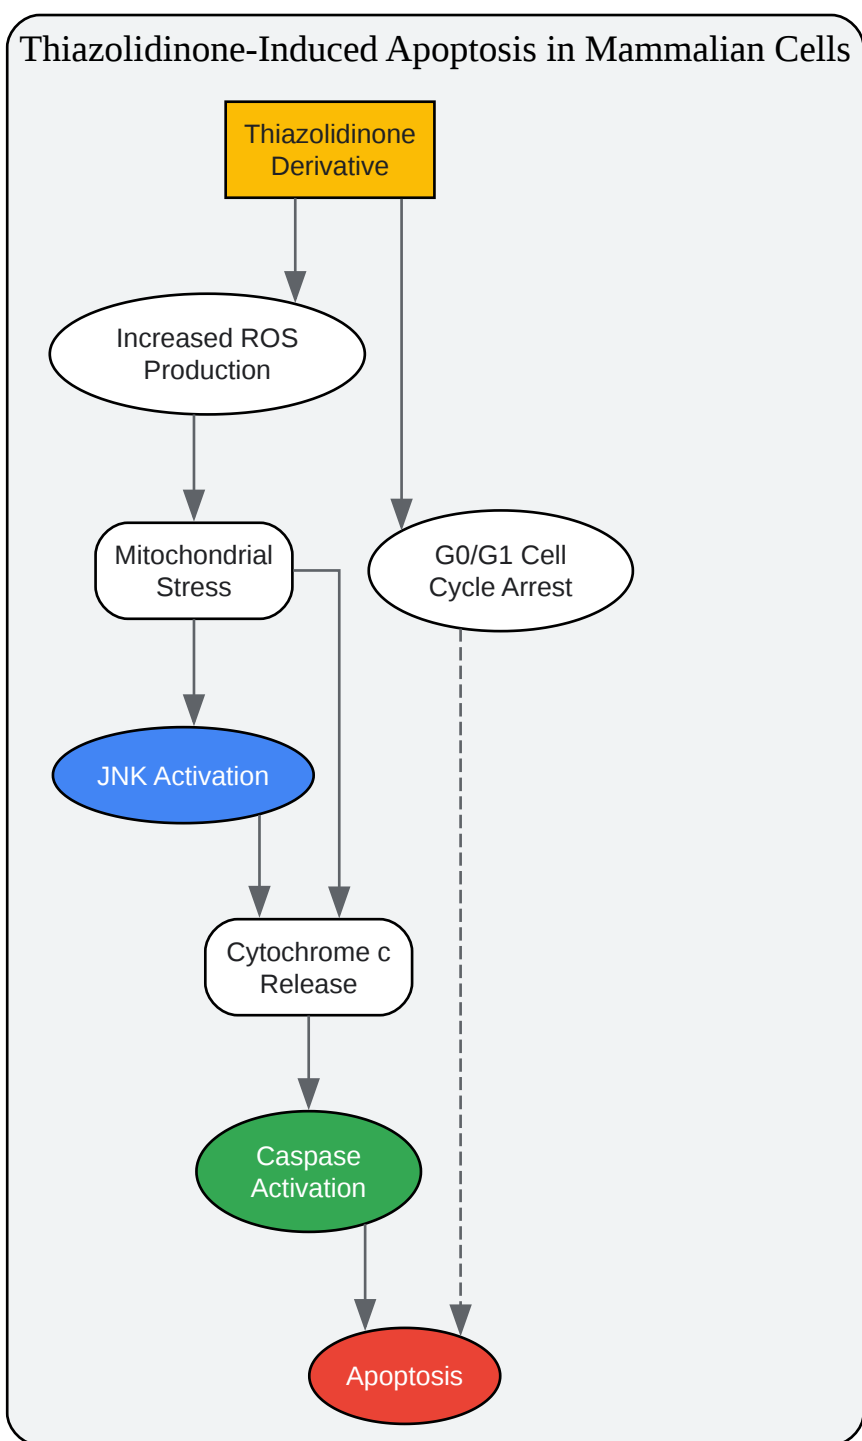 Thiazolidinone-Induced Apoptosis in Mammalian Cells
Thiazolidinone
Derivative
Increased ROS
Production
Mitochondrial
Stress
G0/G1 Cell
Cycle Arrest
JNK Activation
Cytochrome c
Release
Caspase
Activation
Apoptosis